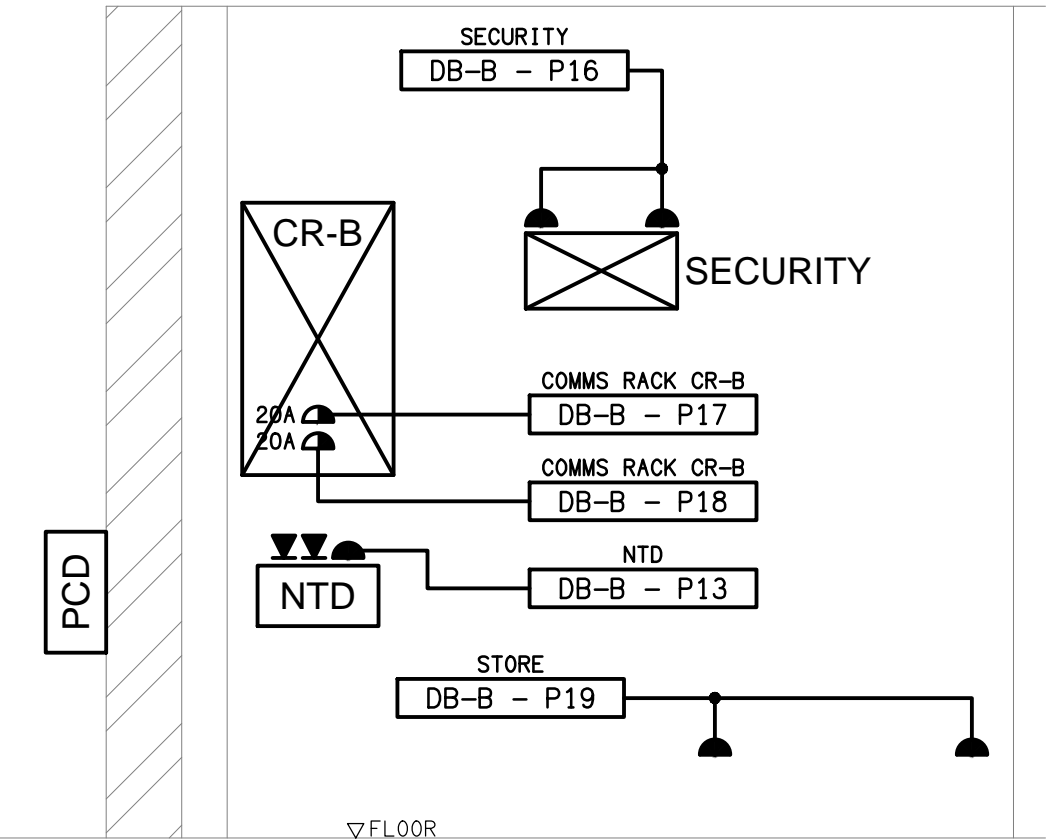 SECURITY
DB-B - P16
CR-B
SECURITY
COMMS RACK CR-B
20A
DB-B - P17
20A
COMMS RACK CR-B
DB-B - P18
NTD
NTD
DB-B - P13
PCD
STORE
DB-B - P19
FLOOR